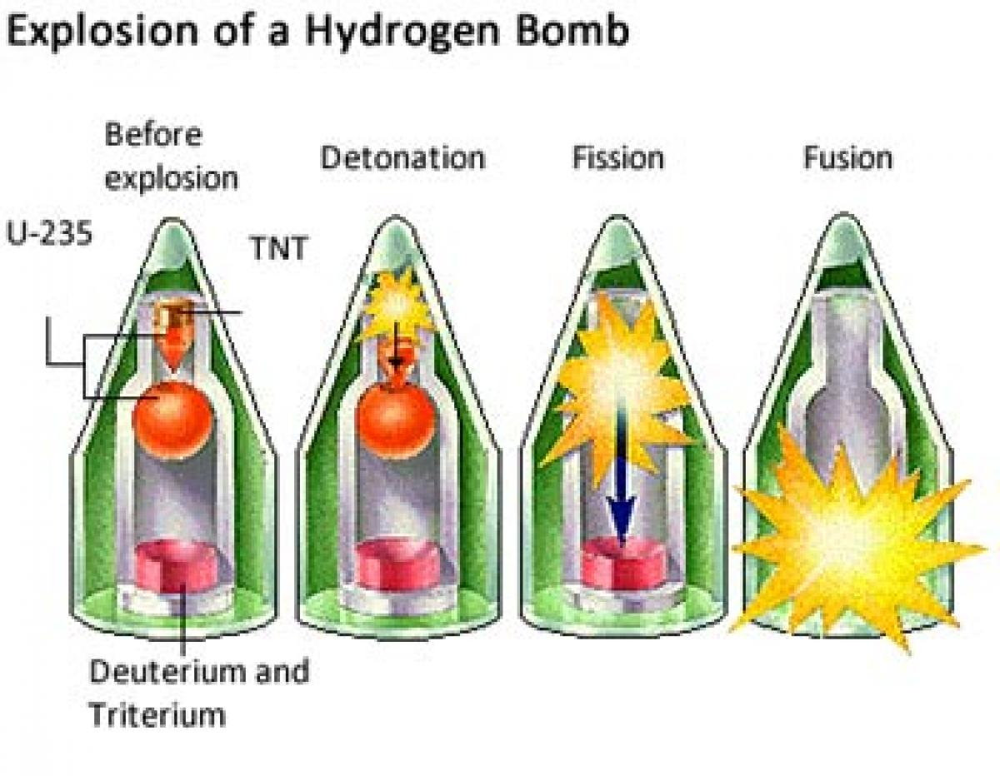 Explosion of a Hydrogen Bomb
Before
explosion
Detonation
Fission
Fusion
U-235
TNT
Deuterium and
Triterium